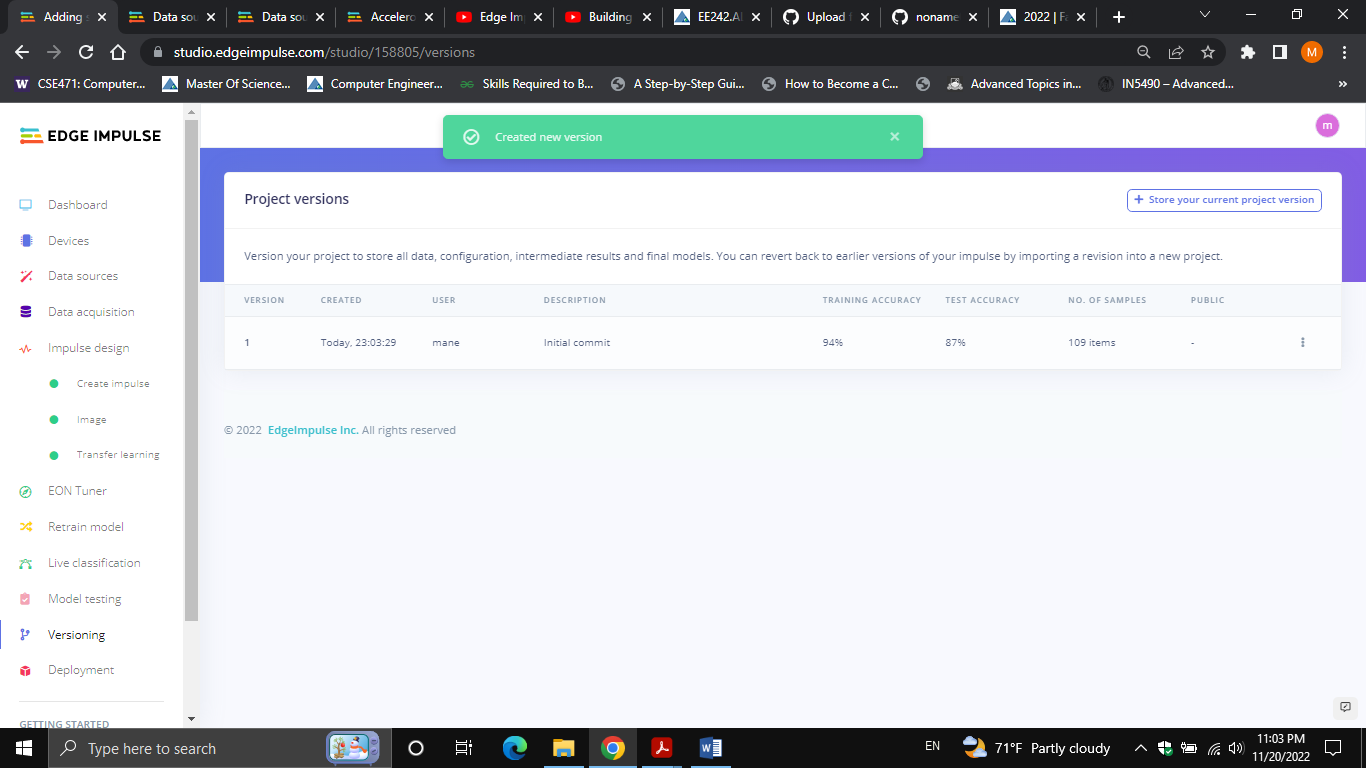 Adding s
Data sou
Data sou
Accelero
Edge Im
Building
EE242.Al
Upload f
noname
2022 | Fa
studio.edgeimpulse.com/studio/158805/versions
M
W CSE471: Computer...
Master Of Science...
Computer Engineer...
Skills Required to B...
A Step-by-Step Gui...
How to Become a C...
Advanced Topics in...
IN5490 – Advanced...
»
EDGE IMPULSE
Created new version
m
Dashboard
Devices
Data sources
Data acquisition
Impulse design
Create impulse
Image
Transfer learning
EON Tuner
Retrain model
Live classification
Model testing
Versioning
Deployment
GETTING STARTED
Project versions
+ Store your current project version
Version your project to store all data, configuration, intermediate results and final models. You can revert back to earlier versions of your impulse by importing a revision into a new project.
VERSION CREATED USER DESCRIPTION TRAINING ACCURACY TEST ACCURACY NO. OF SAMPLES PUBLIC
1 Today, 23:03:29 mane Initial commit 94% 87% 109 items -
© 2022 EdgeImpulse Inc. All rights reserved
Type here to search
EN
71°F Partly cloudy
11:03 PM
11/20/2022